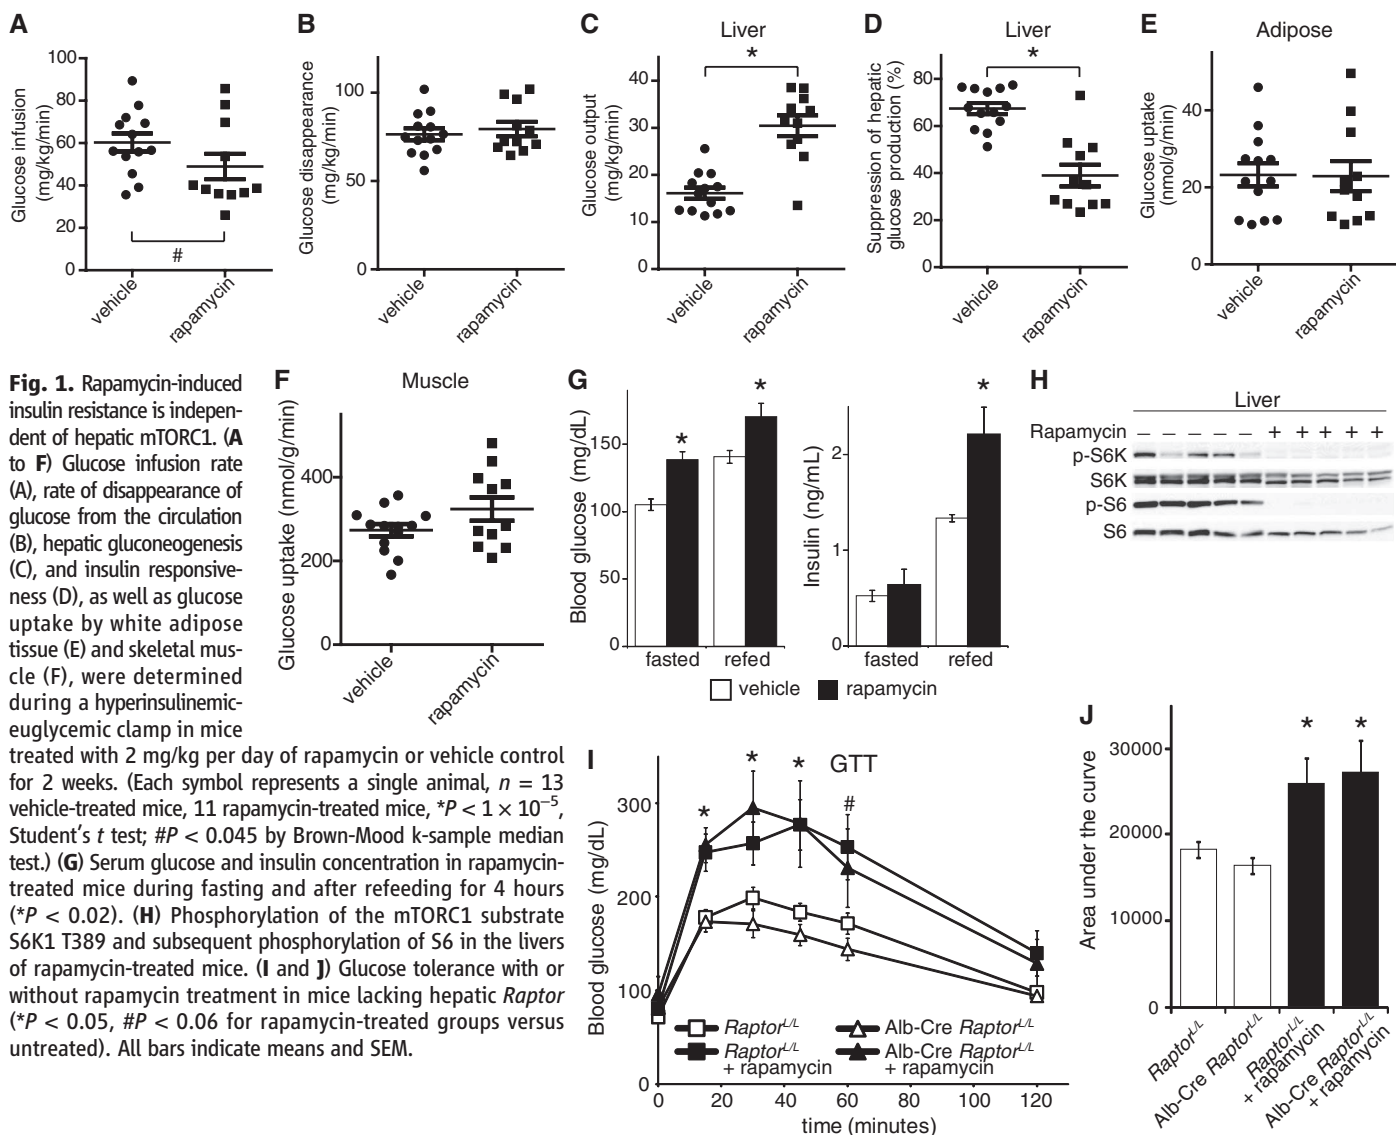 A
Glucose infusion
(mg/kg/min)
100
80
60
40
20
0
#
vehicle
rapamycin
B
Glucose disappearance
(mg/kg/min)
100
50
0
vehicle
rapamycin
C
Liver
*
Glucose output
(mg/kg/min)
40
30
20
10
0
vehicle
rapamycin
D
Liver
*
Suppression of hepatic
glucose production (%)
80
60
40
20
0
vehicle
rapamycin
E
Adipose
Glucose uptake
(nmol/g/min)
40
20
0
vehicle
rapamycin
Fig. 1. Rapamycin-induced
insulin resistance is indepen-
dent of hepatic mTORC1. (A
to F) Glucose infusion rate
(A), rate of disappearance of
glucose from the circulation
(B), hepatic gluconeogenesis
(C), and insulin responsive-
ness (D), as well as glucose
uptake by white adipose
tissue (E) and skeletal mus-
cle (F), were determined
during a hyperinsulinemic-
euglycemic clamp in mice
treated with 2 mg/kg per day of rapamycin or vehicle control
for 2 weeks. (Each symbol represents a single animal, n = 13
vehicle-treated mice, 11 rapamycin-treated mice, *P < 1 × 10⁻⁵,
Student's t test; #P < 0.045 by Brown-Mood k-sample median
test.) (G) Serum glucose and insulin concentration in rapamycin-
treated mice during fasting and after refeeding for 4 hours
(*P < 0.02). (H) Phosphorylation of the mTORC1 substrate
S6K1 T389 and subsequent phosphorylation of S6 in the livers
of rapamycin-treated mice. (I and J) Glucose tolerance with or
without rapamycin treatment in mice lacking hepatic Raptor
(*P < 0.05, #P < 0.06 for rapamycin-treated groups versus
untreated). All bars indicate means and SEM.
F
Muscle
Glucose uptake (nmol/g/min)
400
200
0
vehicle
rapamycin
G
Blood glucose (mg/dL)
150
100
50
0
* *
fasted refed
Insulin (ng/mL)
2
1
0
*
fasted refed
vehicle rapamycin
H
Liver
Rapamycin – – – – – + + + + +
p-S6K
S6K
p-S6
S6
I
GTT
* * * #
Blood glucose (mg/dL)
300
200
100
0
Raptor^L/L
Raptor^L/L
+ rapamycin
Alb-Cre Raptor^L/L
Alb-Cre Raptor^L/L
+ rapamycin
0 20 40 60 80 100 120
time (minutes)
J
* *
Area under the curve
30000
20000
10000
0
Raptor^L/L
Alb-Cre Raptor^L/L
Raptor^L/L
+ rapamycin
Alb-Cre Raptor^L/L
+ rapamycin